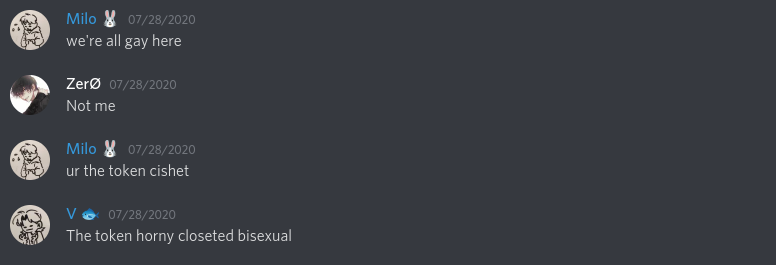 Milo 🐰 07/28/2020
we're all gay here
ZerØ 07/28/2020
Not me
Milo 🐰 07/28/2020
ur the token cishet
V 🐟 07/28/2020
The token horny closeted bisexual